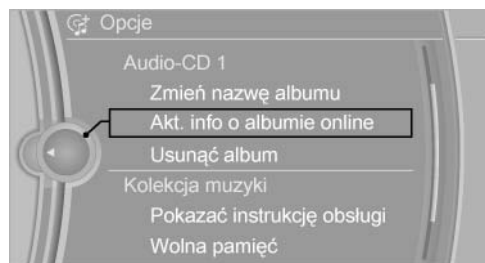 Opcje
Audio-CD 1
Zmień nazwę albumu
Akt. info o albumie online
Usunąć album
Kolekcja muzyki
Pokazać instrukcję obsługi
Wolna pamięć